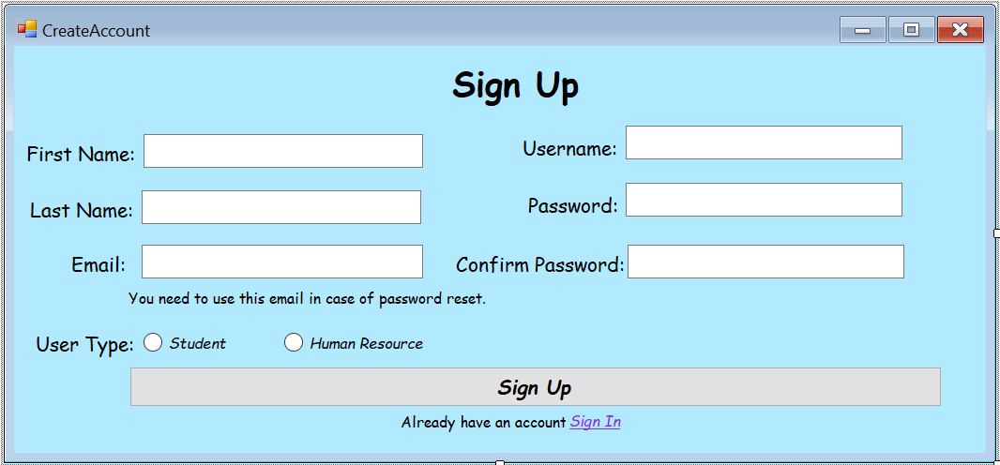 CreateAccount
Sign Up
First Name:
Username:
Last Name:
Password:
Email:
Confirm Password:
You need to use this email in case of password reset.
User Type: Student Human Resource
Sign Up
Already have an account Sign In